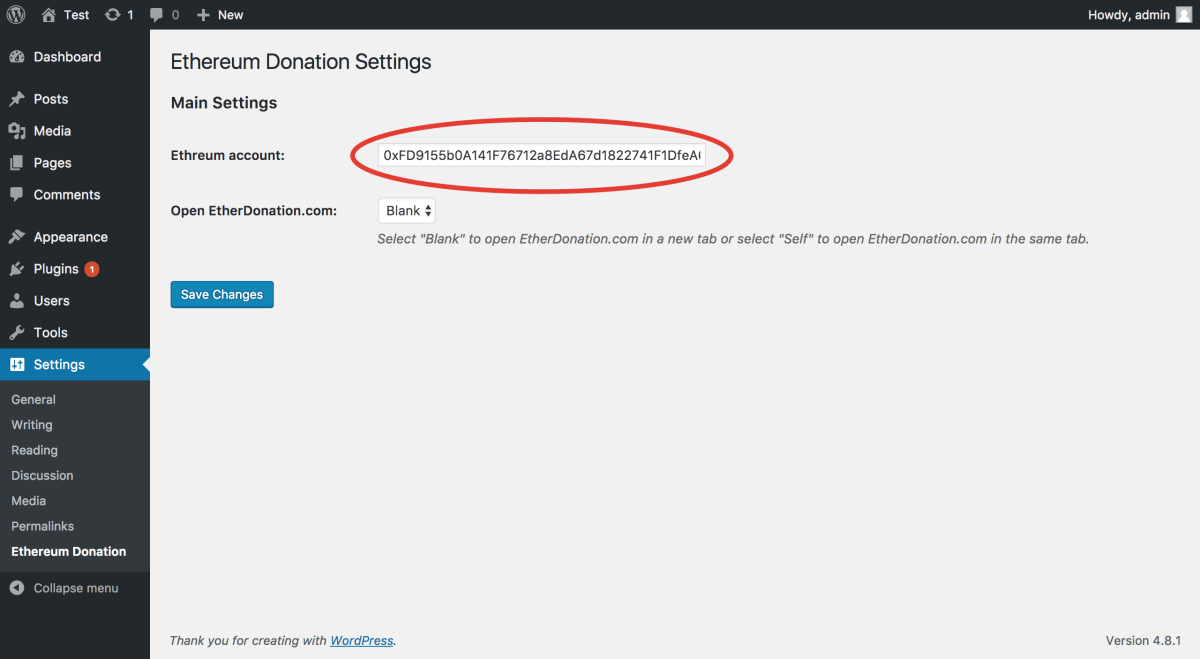 Test 1 0 New Howdy, admin
Dashboard
Posts
Media
Pages
Comments
Appearance
Plugins 1
Users
Tools
Settings
General
Writing
Reading
Discussion
Media
Permalinks
Ethereum Donation
Collapse menu
Ethereum Donation Settings
Main Settings
Ethreum account: 0xFD9155b0A141F76712a8EdA67d1822741F1DfeA
Open EtherDonation.com: Blank
Select "Blank" to open EtherDonation.com in a new tab or select "Self" to open EtherDonation.com in the same tab.
Save Changes
Thank you for creating with WordPress. Version 4.8.1